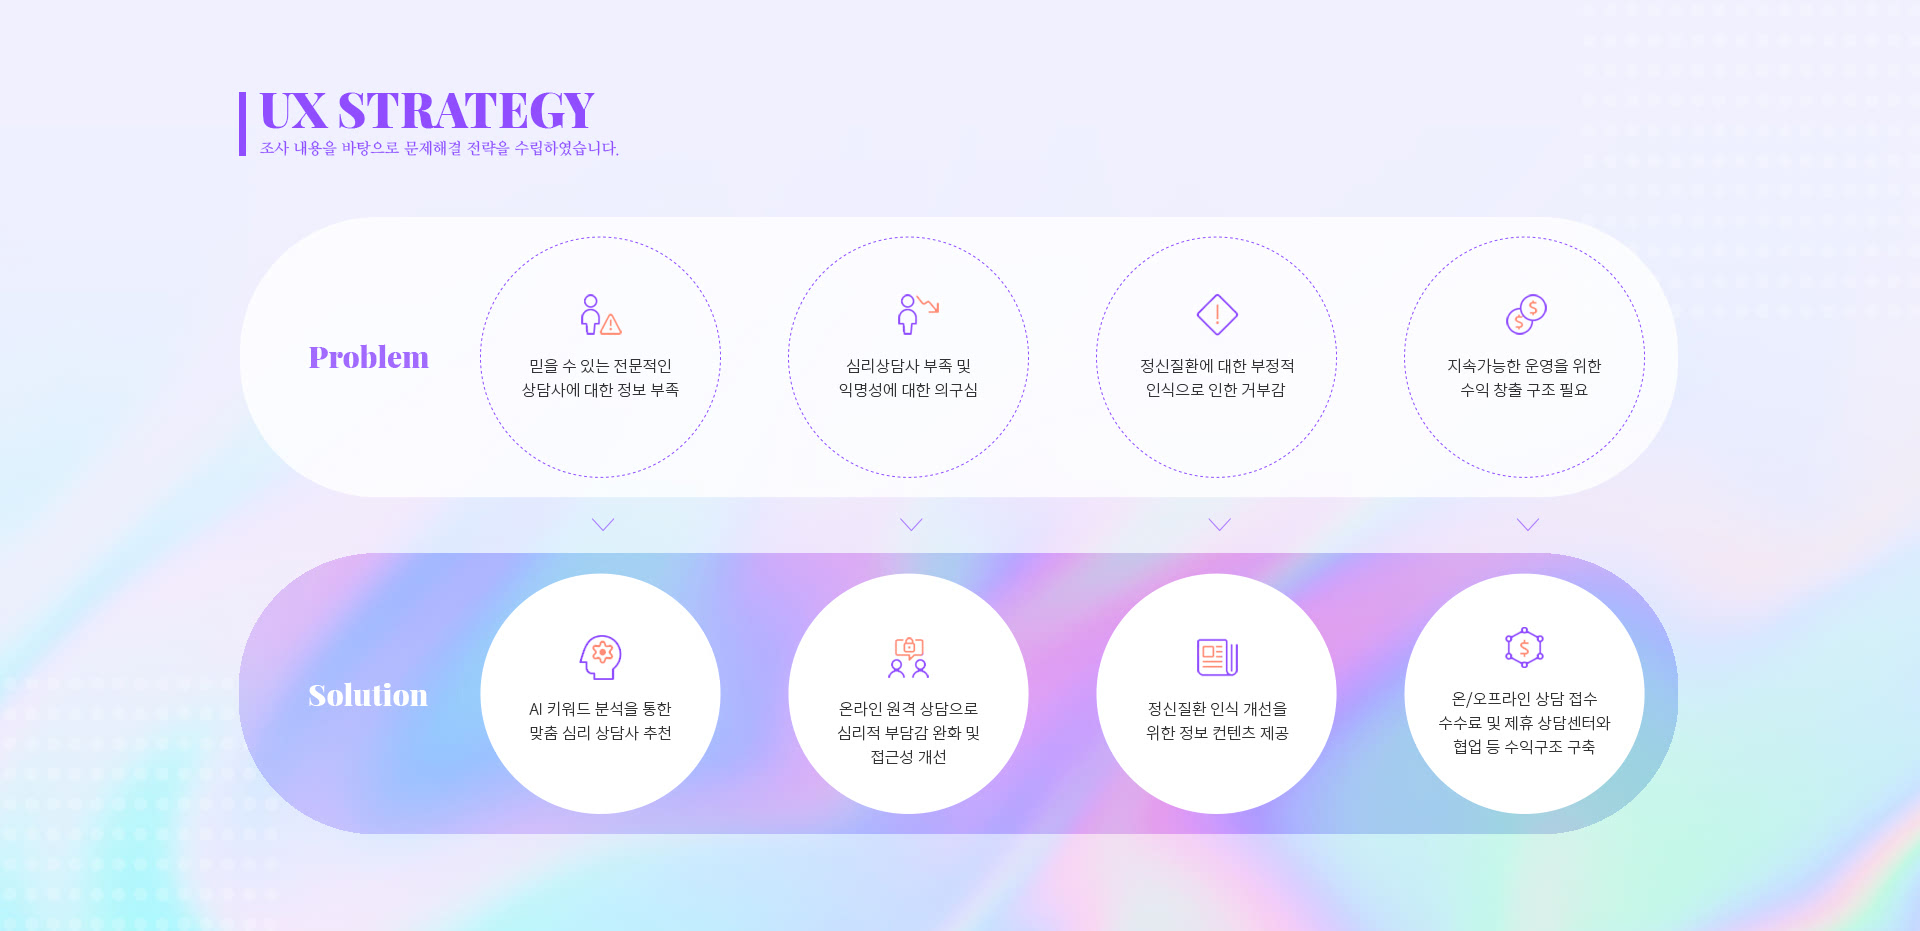 UX STRATEGY
조사 내용을 바탕으로 문제해결 전략을 수립하였습니다.
Problem
믿을 수 있는 전문적인
상담사에 대한 정보 부족
심리상담사 부족 및
익명성에 대한 의구심
정신질환에 대한 부정적
인식으로 인한 거부감
지속가능한 운영을 위한
수익 창출 구조 필요
Solution
AI 키워드 분석을 통한
맞춤 심리 상담사 추천
온라인 원격 상담으로
심리적 부담감 완화 및
접근성 개선
정신질환 인식 개선을
위한 정보 컨텐츠 제공
온/오프라인 상담 접수
수수료 및 제휴 상담센터와
협업 등 수익구조 구축